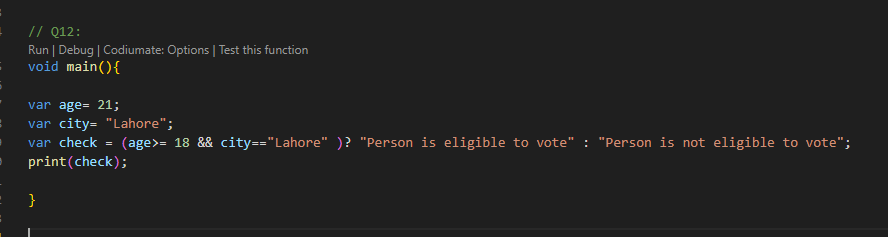 // Q12:
Run | Debug | Codiumate: Options | Test this function
void main(){
var age= 21;
var city= "Lahore";
var check = (age>= 18 && city=="Lahore" )? "Person is eligible to vote" : "Person is not eligible to vote";
print(check);
}